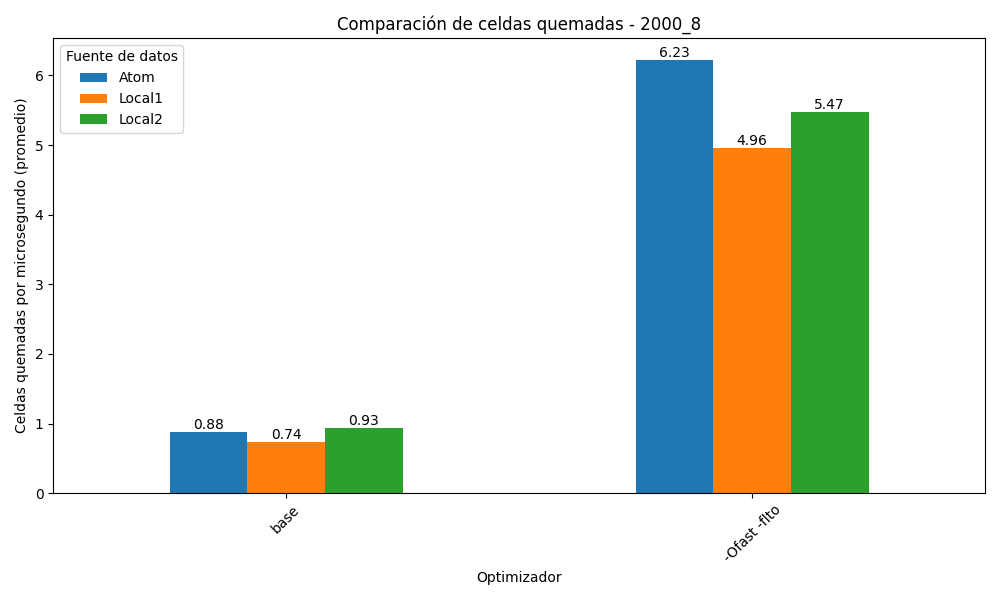 Comparación de celdas quemadas - 2000_8
Fuente de datos
Atom
Local1
Local2
Celdas quemadas por microsegundo (promedio)
6
5
4
3
2
1
0
0.88
0.74
0.93
6.23
4.96
5.47
base
-Ofast -flto
Optimizador